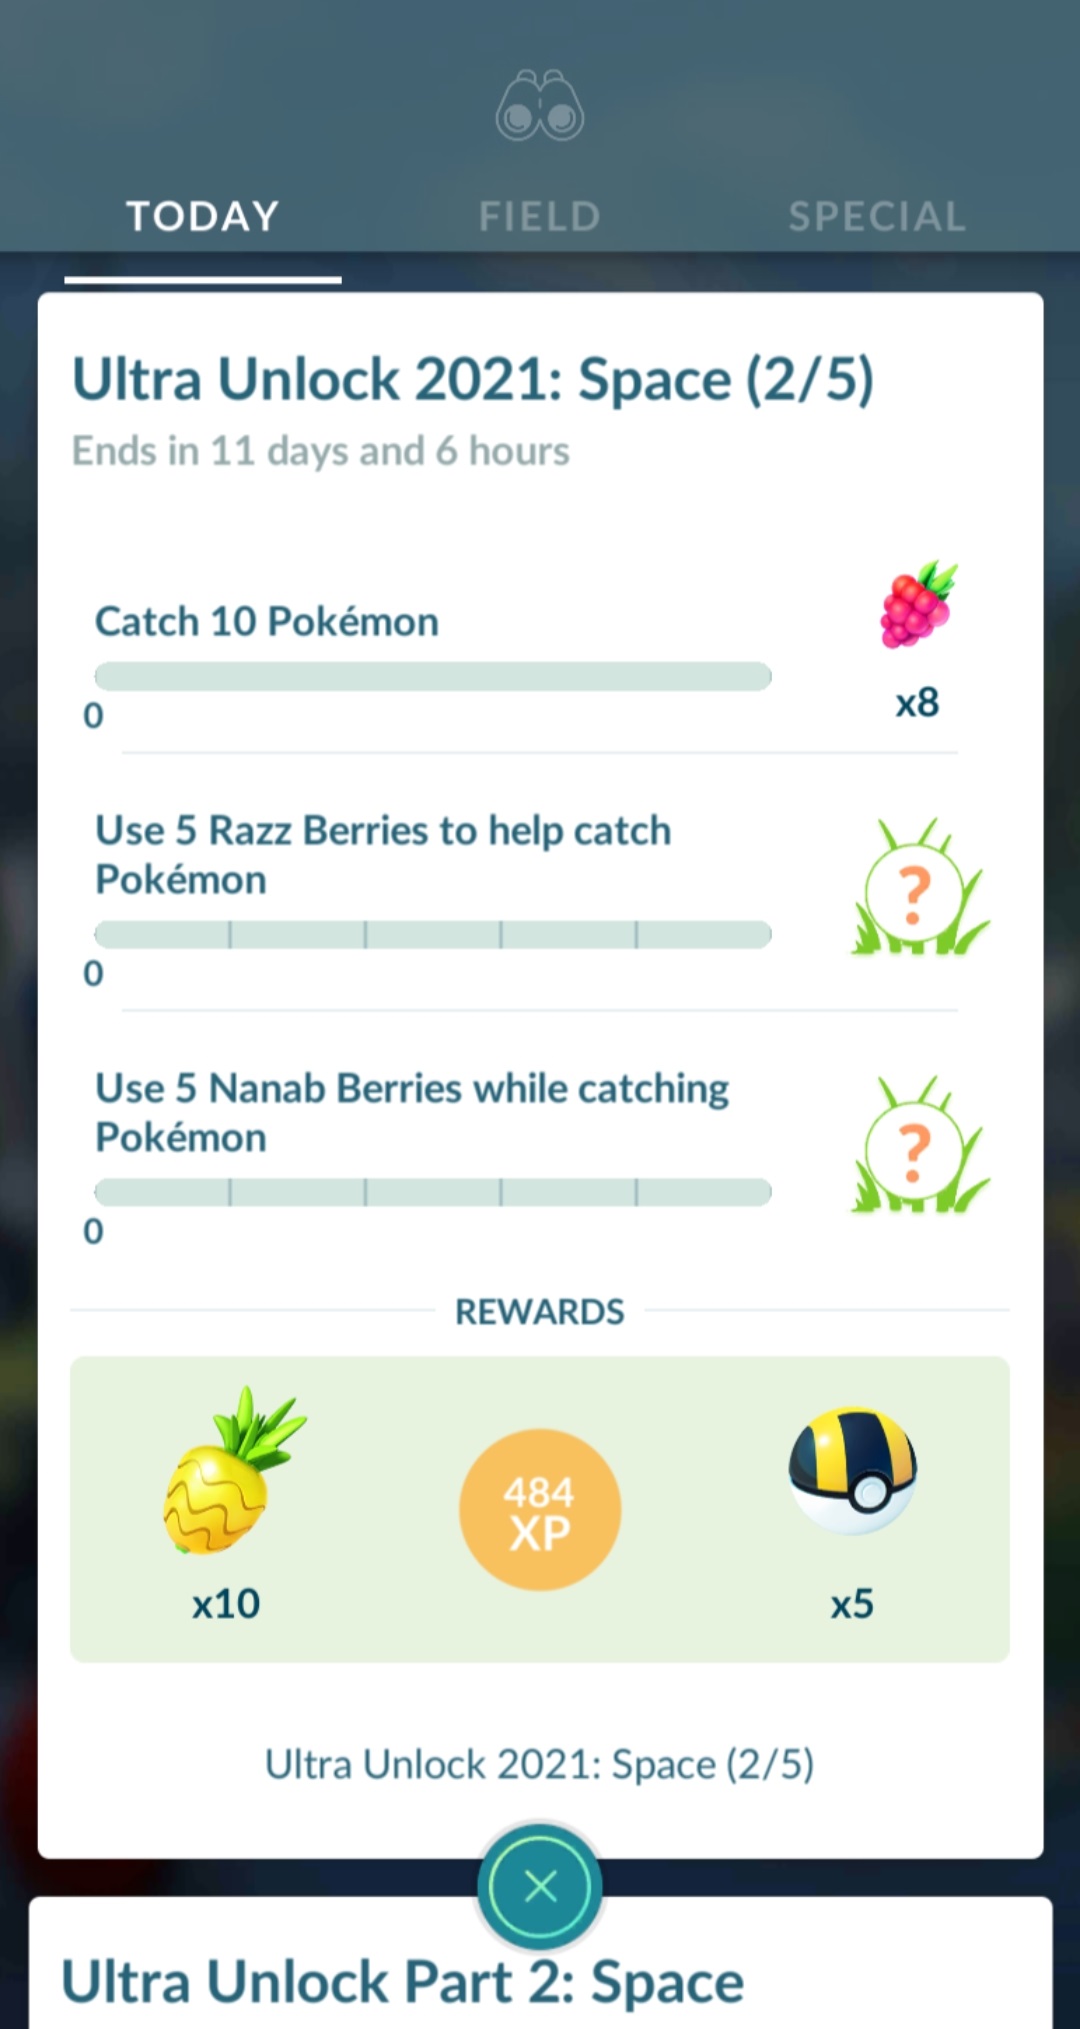 TODAY
FIELD
SPECIAL
Ultra Unlock 2021: Space (2/5)
Ends in 11 days and 6 hours
Catch 10 Pokémon
0
x8
Use 5 Razz Berries to help catch
Pokémon
?
0
Use 5 Nanab Berries while catching
Pokémon
?
0
REWARDS
484
XP
x10
x5
Ultra Unlock 2021: Space (2/5)
Ultra Unlock Part 2: Space